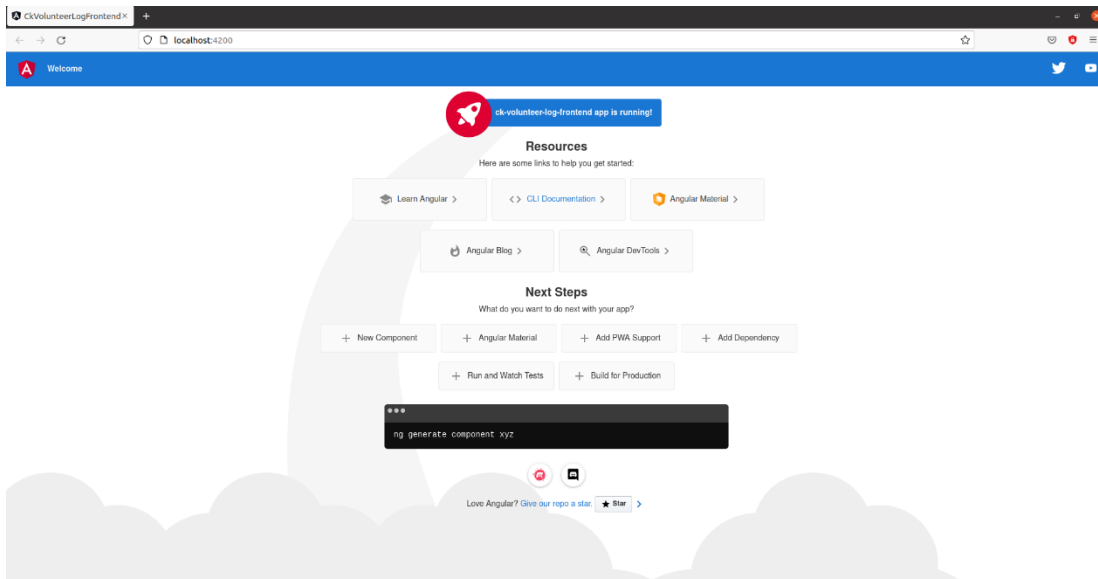 CkVolunteerLogFrontend
localhost:4200
Welcome
ck-volunteer-log-frontend app is running!
Resources
Here are some links to help you get started:
Learn Angular
CLI Documentation
Angular Material
Angular Blog
Angular DevTools
Next Steps
What do you want to do next with your app?
New Component
Angular Material
Add PWA Support
Add Dependency
Run and Watch Tests
Build for Production
ng generate component xyz
Love Angular? Give our repo a star. Star